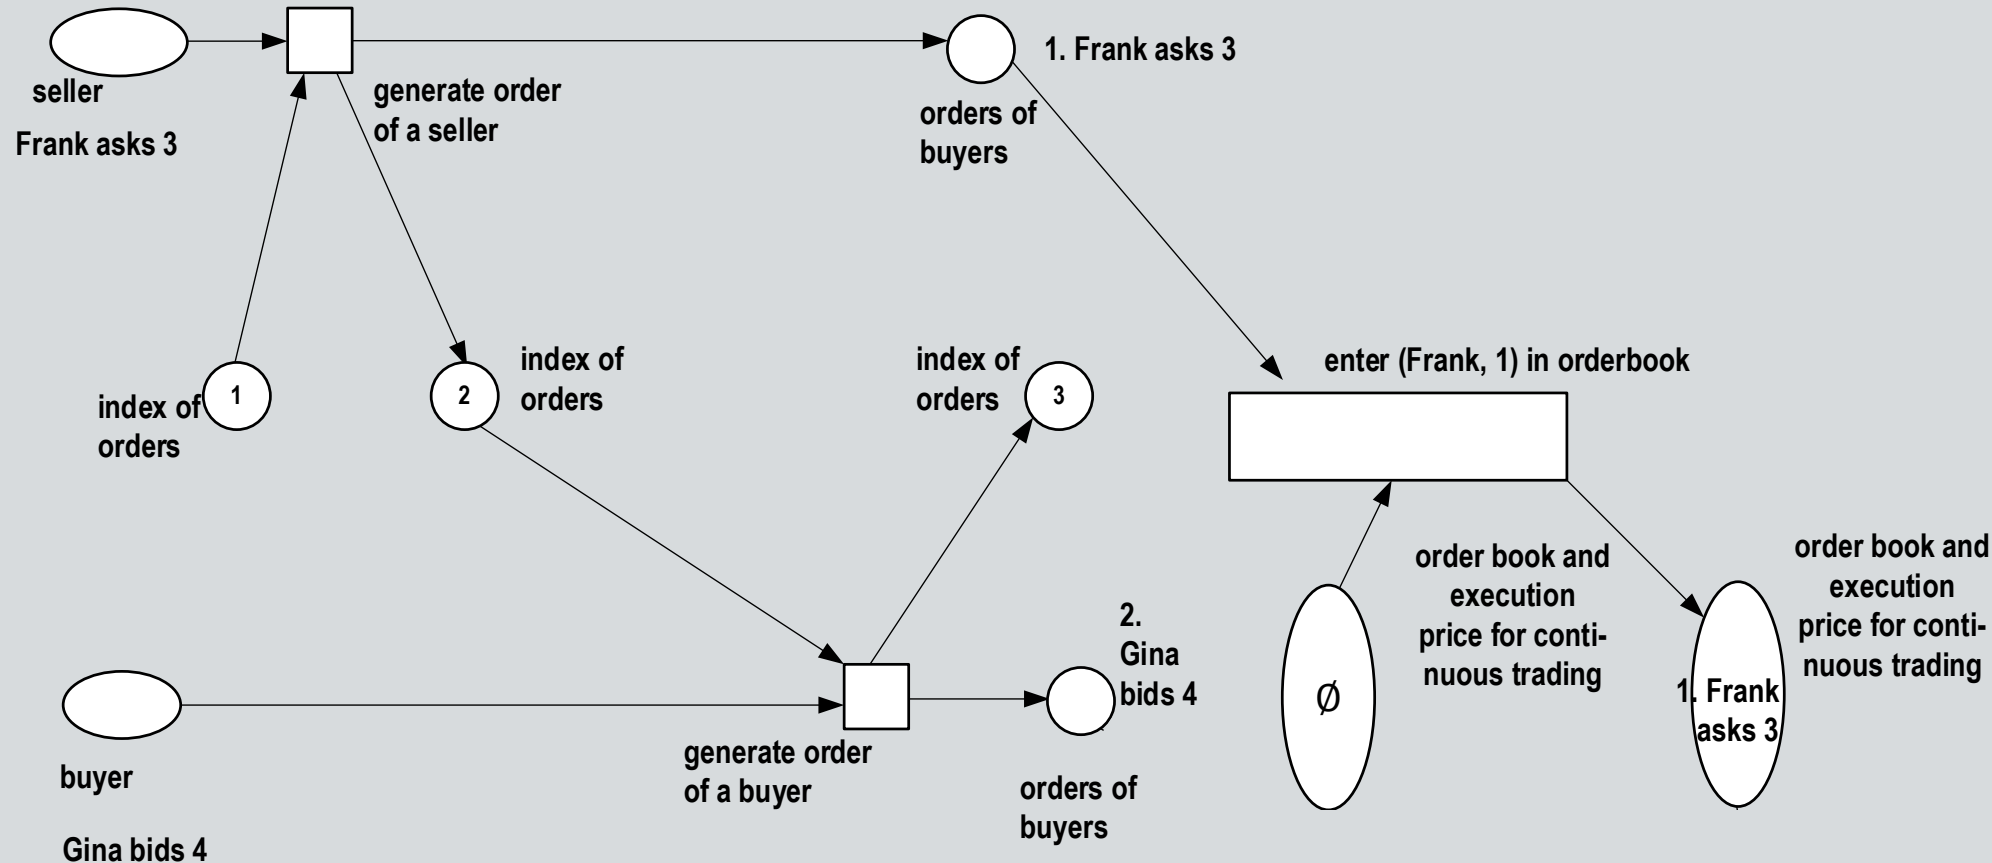 seller
Frank asks 3
generate order
of a seller
1. Frank asks 3
orders of
buyers
index of
orders
1
2
index of
orders
index of
orders
3
enter (Frank, 1) in orderbook
order book and
execution
price for conti-
nuous trading
order book and
execution
price for conti-
nuous trading
Ø
1. Frank
asks 3
2.
Gina
bids 4
buyer
Gina bids 4
generate order
of a buyer
orders of
buyers